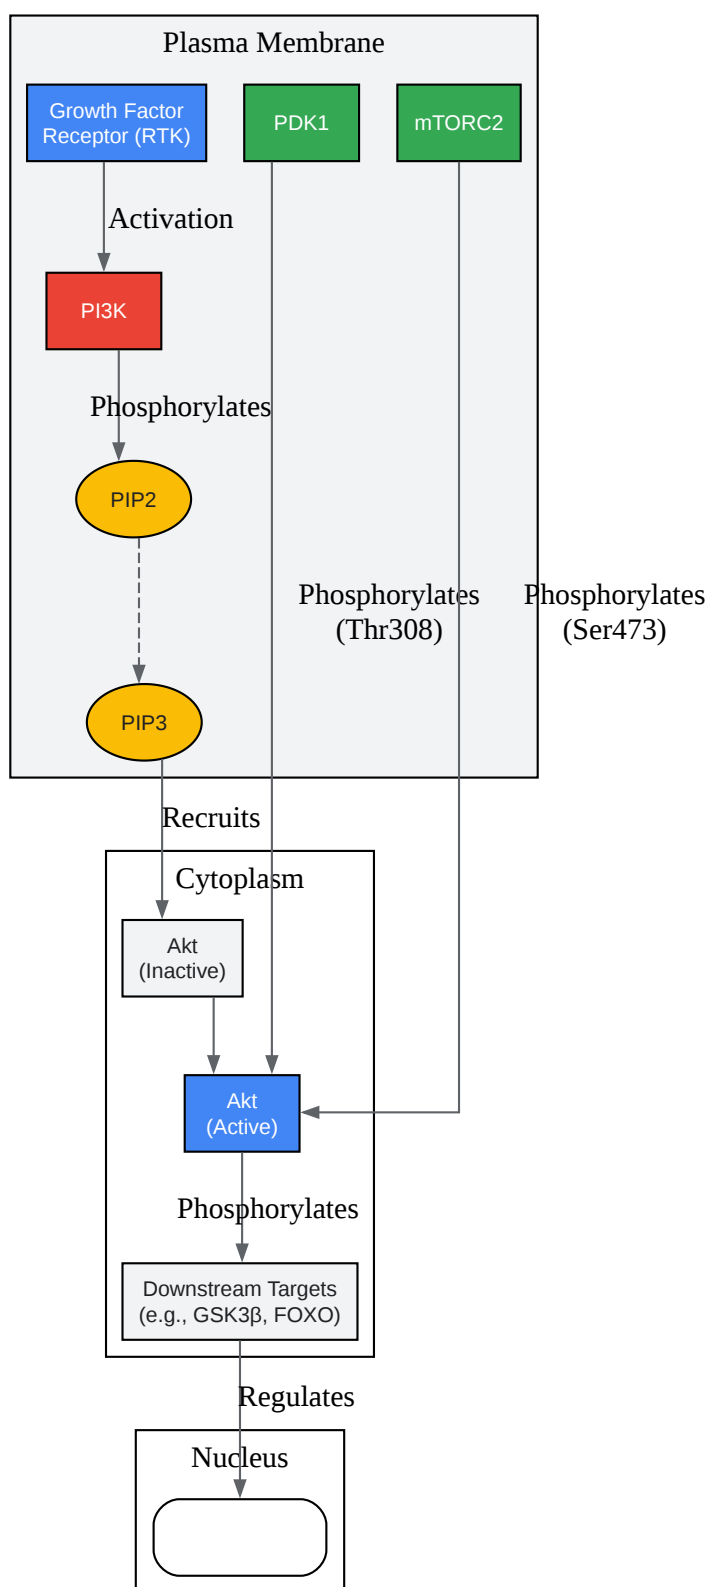 Plasma Membrane
Growth Factor
Receptor (RTK)
PDK1
mTORC2
Activation
PI3K
Phosphorylates
PIP2
Phosphorylates
(Thr308)
Phosphorylates
(Ser473)
PIP3
Recruits
Cytoplasm
Akt
(Inactive)
Akt
(Active)
Phosphorylates
Downstream Targets
(e.g., GSK3β, FOXO)
Regulates
Nucleus